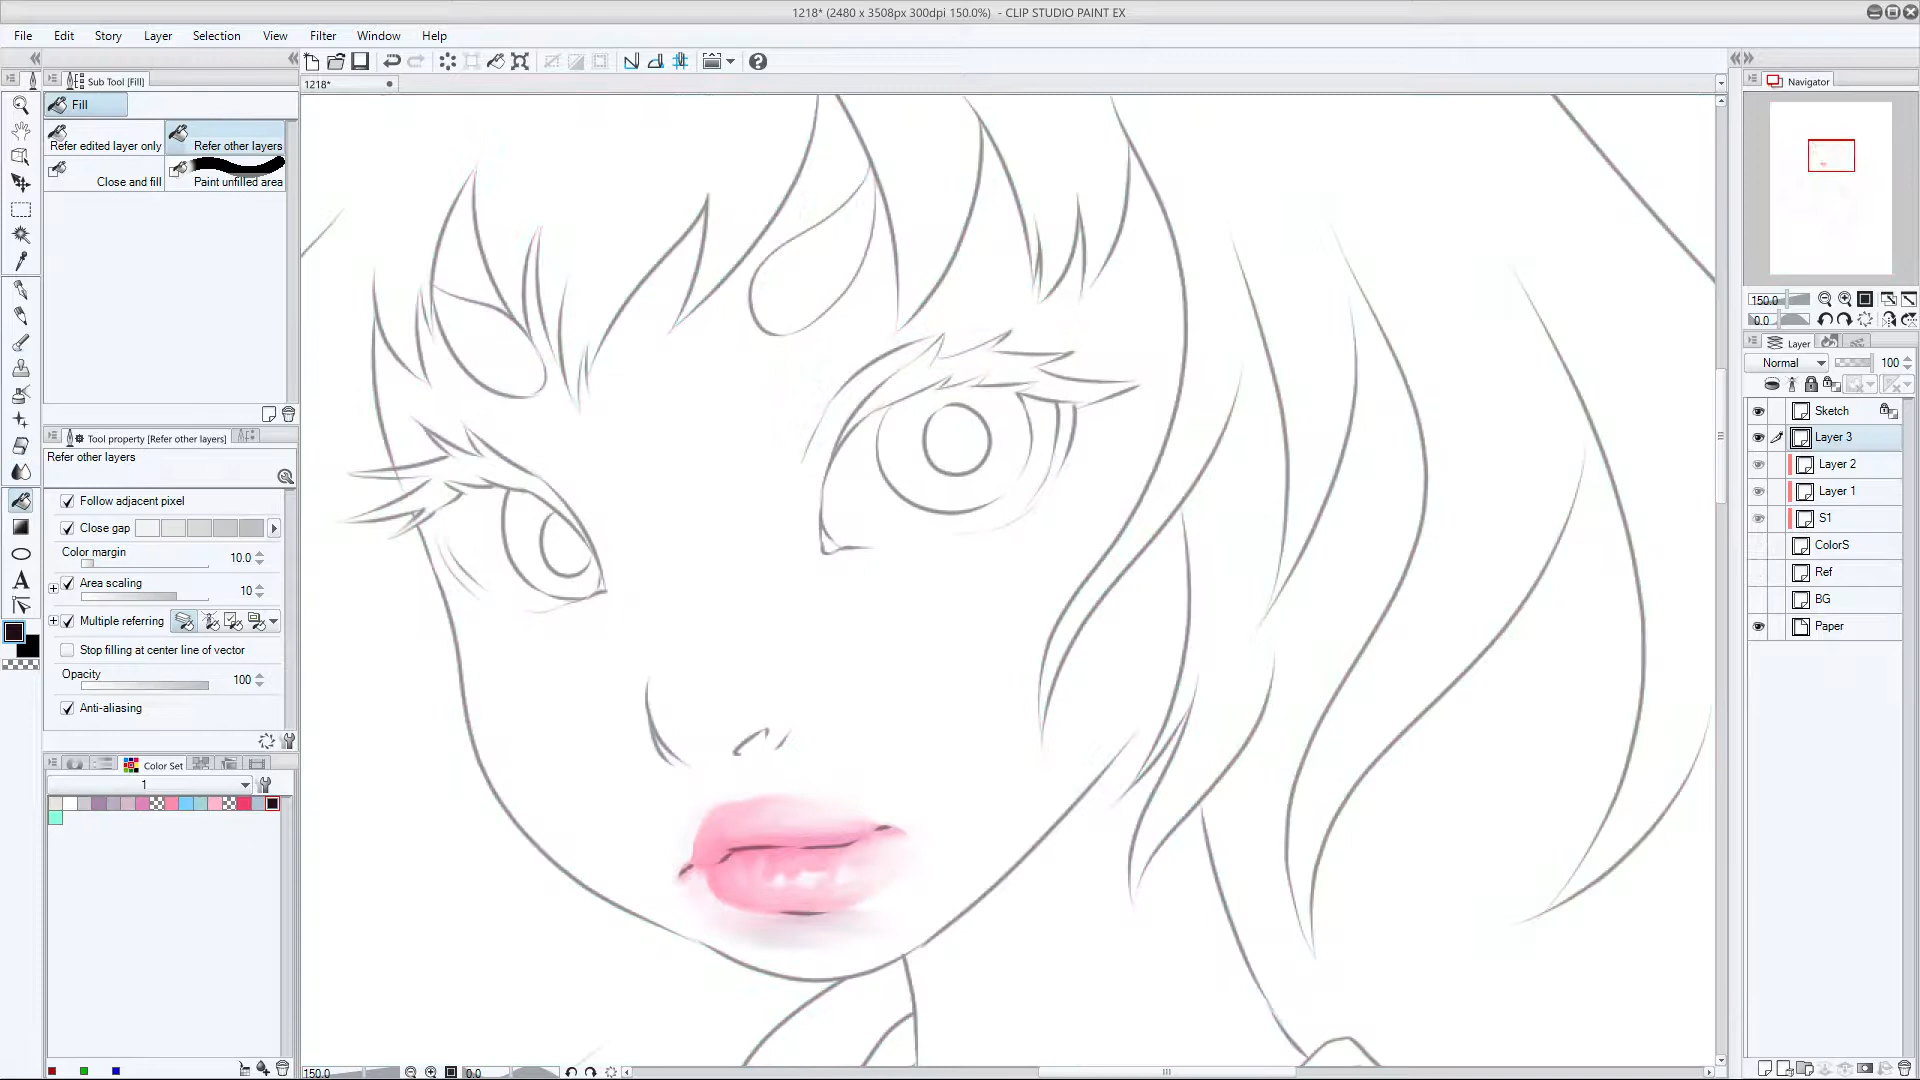 1218* (2480 x 3508px 300dpi 150.0%)  - CLIP STUDIO PAINT EX
File Edit Story Layer Selection View Filter Window Help
Sub Tool [Fill]
1218*
Navigator
Fill
Refer edited layer only
Refer other layers
Close and fill
Paint unfilled area
150.0
0.0
Layer
Normal
100
Sketch
Layer 3
Layer 2
Layer 1
S1
ColorS
Ref
BG
Paper
Tool property [Refer other layers]
Refer other layers
Follow adjacent pixel
Close gap
Color margin
10.0
Area scaling
10
Multiple referring
Stop filling at center line of vector
Opacity
100
Anti-aliasing
Color Set
1
A
150.0
0.0